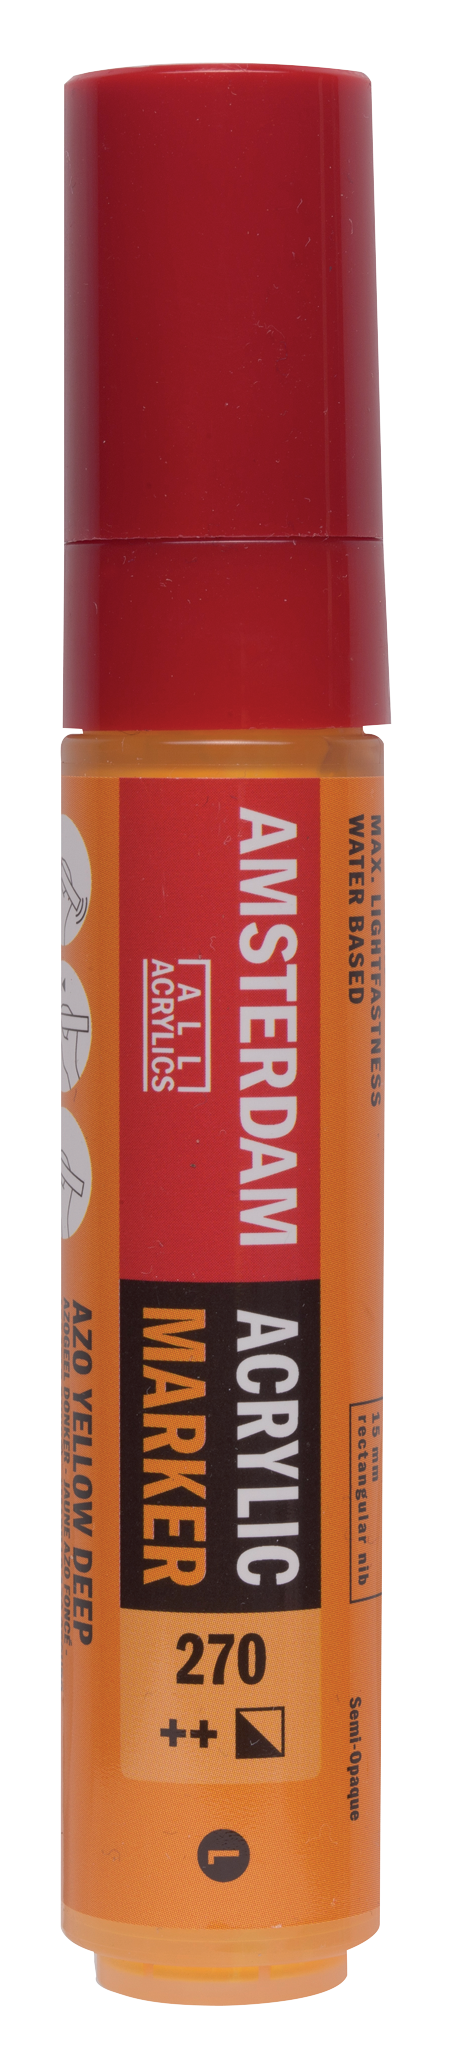 MAX. LIGHTFASTNESS
WATER BASED
AMSTERDAM
ALL
ACRYLICS
ACRYLIC
MARKER
15 mm
rectangular nib
270
++
Semi-Opaque
L
AZO YELLOW DEEP
AZOGEEL DONKER - JAUNE AZO FONCÉ -